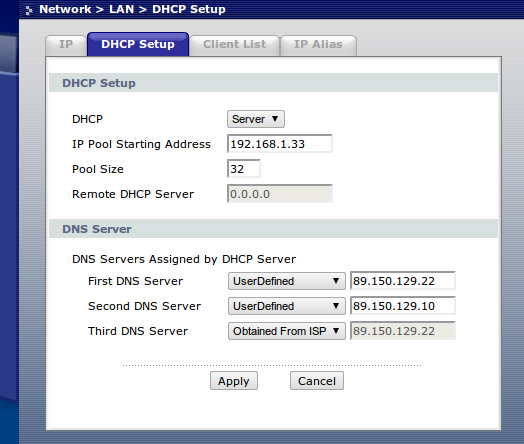 Network > LAN > DHCP Setup
IP DHCP Setup Client List IP Alias
DHCP Setup
DHCP Server
IP Pool Starting Address 192.168.1.33
Pool Size 32
Remote DHCP Server 0.0.0.0
DNS Server
DNS Servers Assigned by DHCP Server
First DNS Server UserDefined 89.150.129.22
Second DNS Server UserDefined 89.150.129.10
Third DNS Server Obtained From ISP 89.150.129.22
Apply Cancel